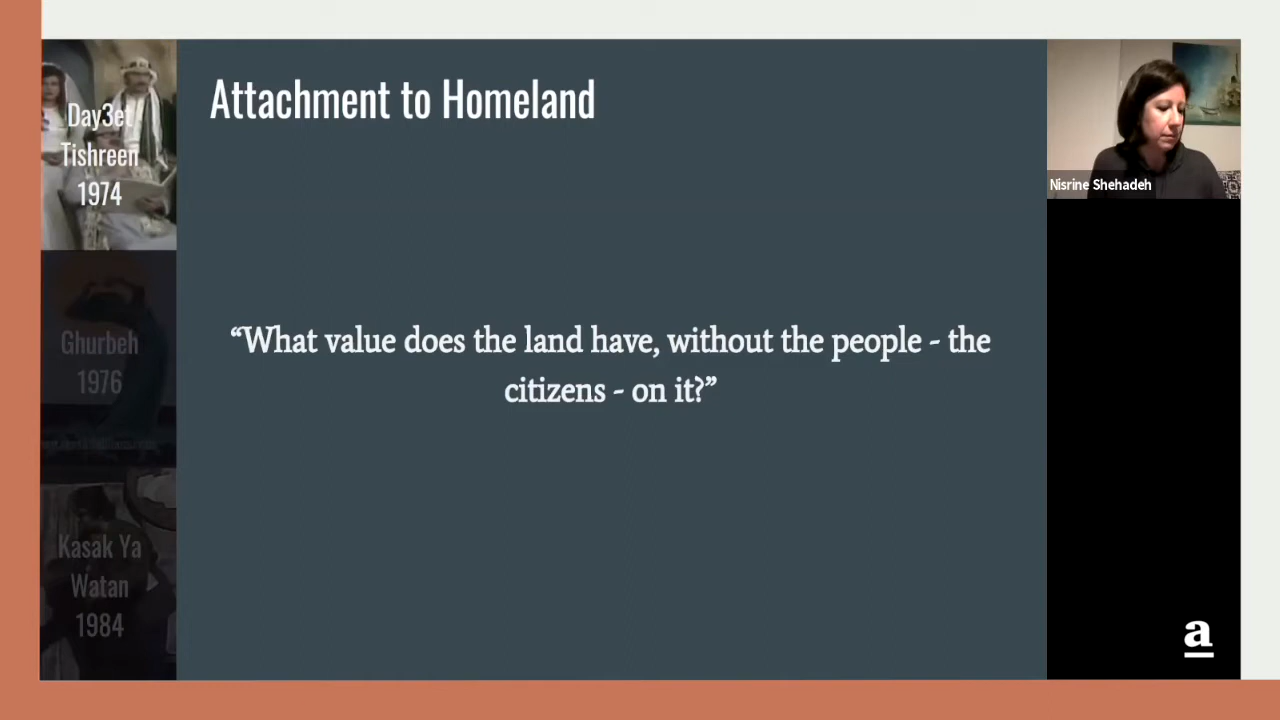 Day3et
Tishreen
1974
Ghurbeh
1976
Kasak Ya
Watan
1984
Attachment to Homeland
“What value does the land have, without the people - the
citizens - on it?”
Nisrine Shehadeh
a